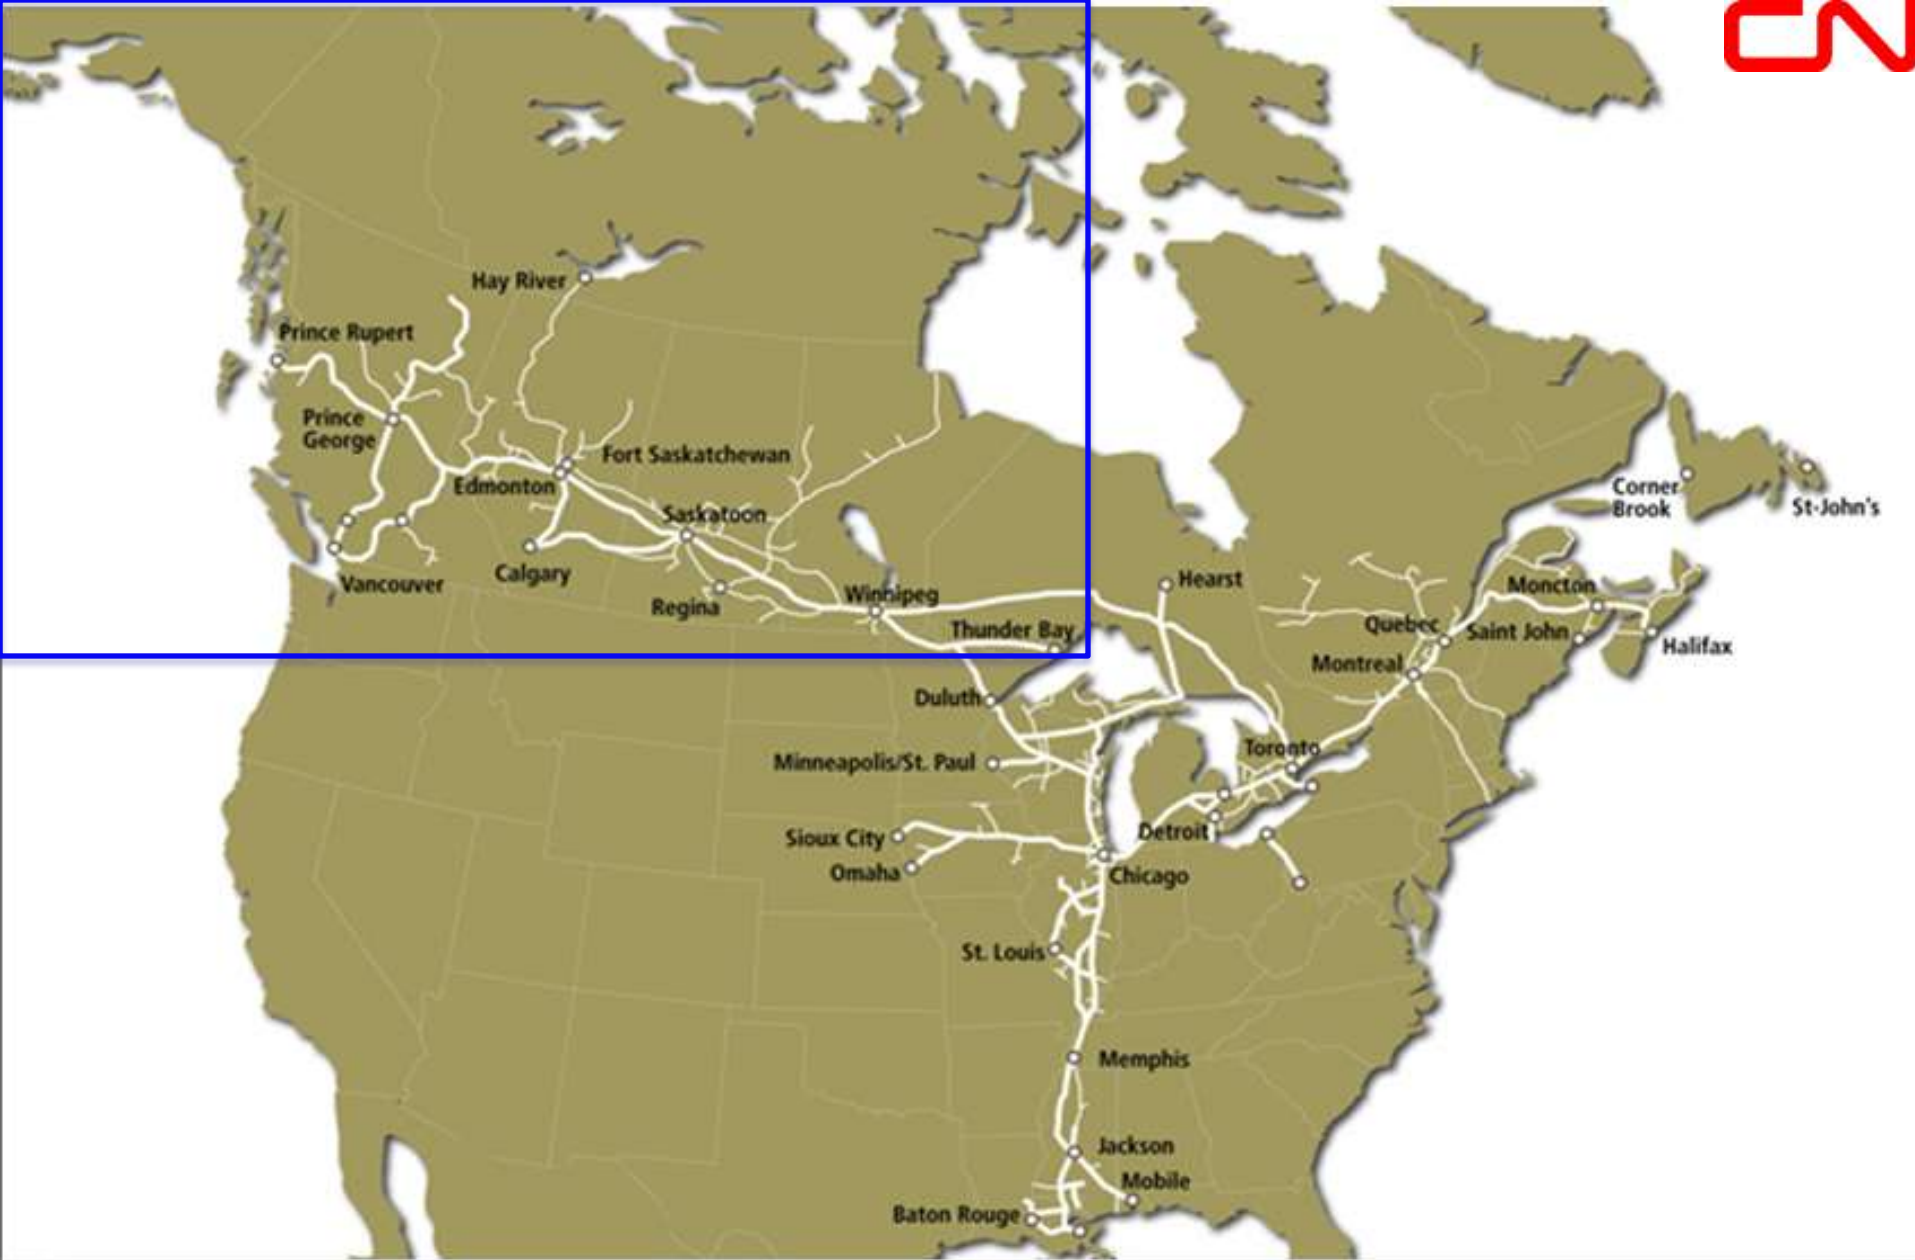 CN
Hay River
Prince Rupert
Prince
George
Fort Saskatchewan
Edmonton
Saskatoon
Corner
Brook
St-John's
Calgary
Vancouver
Regina
Winnipeg
Hearst
Moncton
Thunder Bay
Quebec
Saint John
Halifax
Montreal
Duluth
Toronto
Minneapolis/St. Paul
Detroit
Sioux City
Omaha
Chicago
St. Louis
Memphis
Jackson
Mobile
Baton Rouge